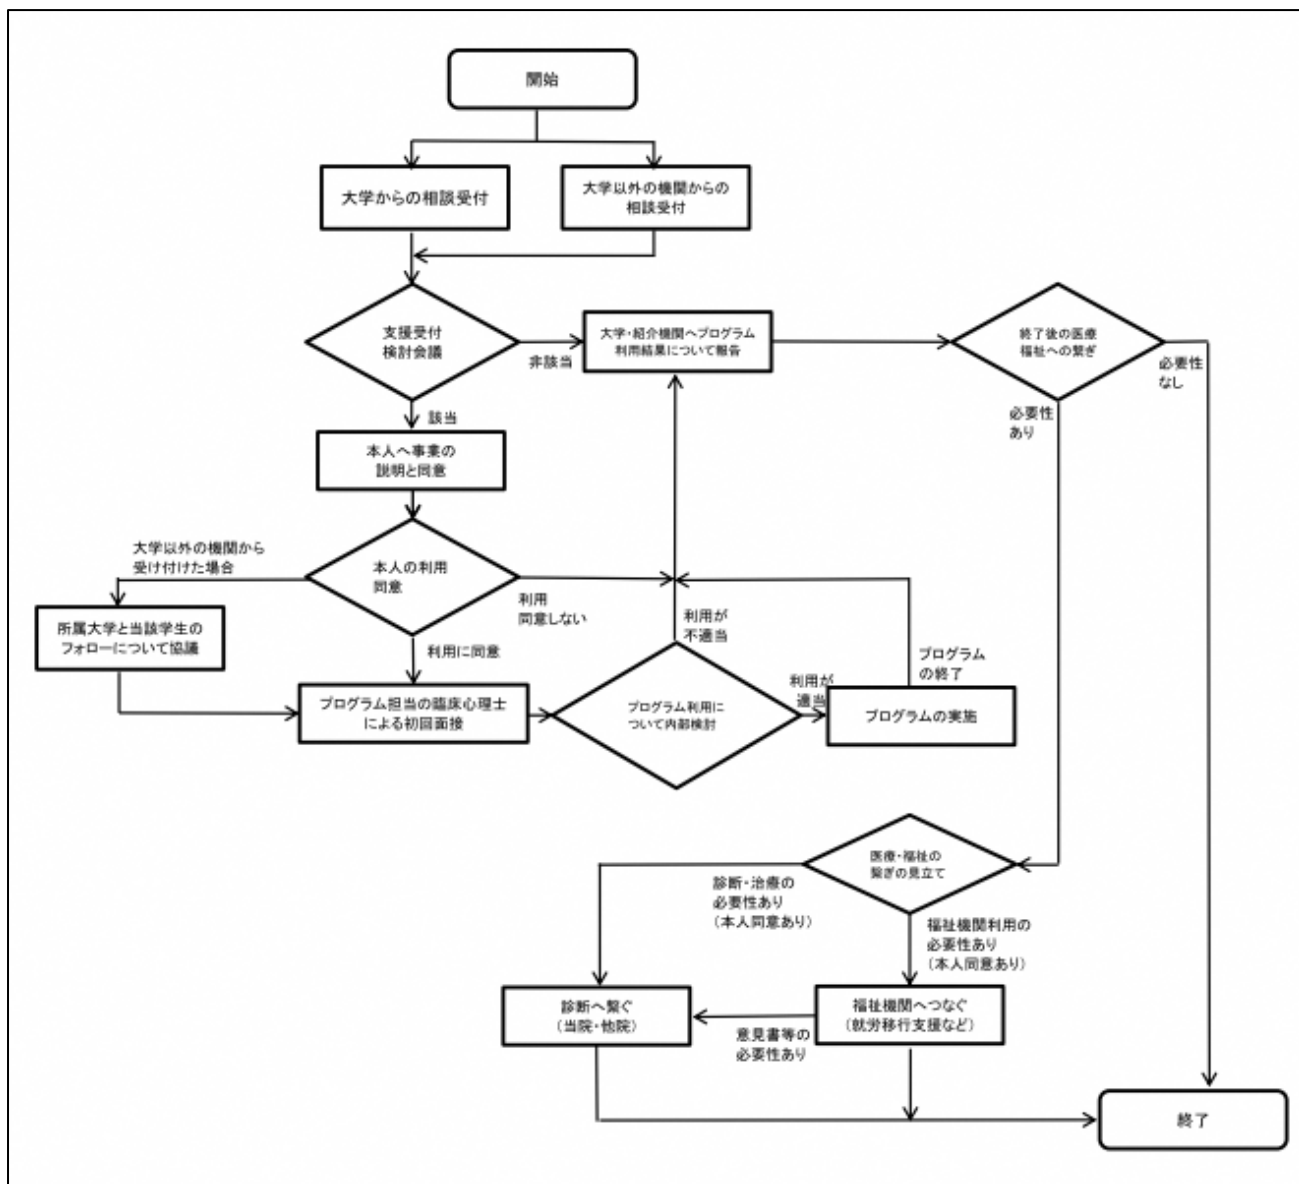 開始
大学からの相談受付
大学以外の機関からの
相談受付
支援受付
検討会議
非該当
大学・紹介機関へプログラム
利用結果について報告
終了後の医療
福祉への繋ぎ
必要性
なし
必要性
あり
該当
本人へ事業の
説明と同意
大学以外の機関から
受け付けた場合
本人の利用
同意
利用
同意しない
利用に同意
所属大学と当該学生の
フォローについて協議
プログラム担当の臨床心理士
による初回面接
利用が
不適当
プログラム利用に
ついて内部検討
利用が
適当
プログラム
の終了
プログラムの実施
医療・福祉の
繋ぎの見立て
診断・治療の
必要性あり
（本人同意あり）
福祉機関利用の
必要性あり
（本人同意あり）
診断へ繋ぐ
（当院・他院）
意見書等の
必要性あり
福祉機関へつなぐ
（就労移行支援など）
終了